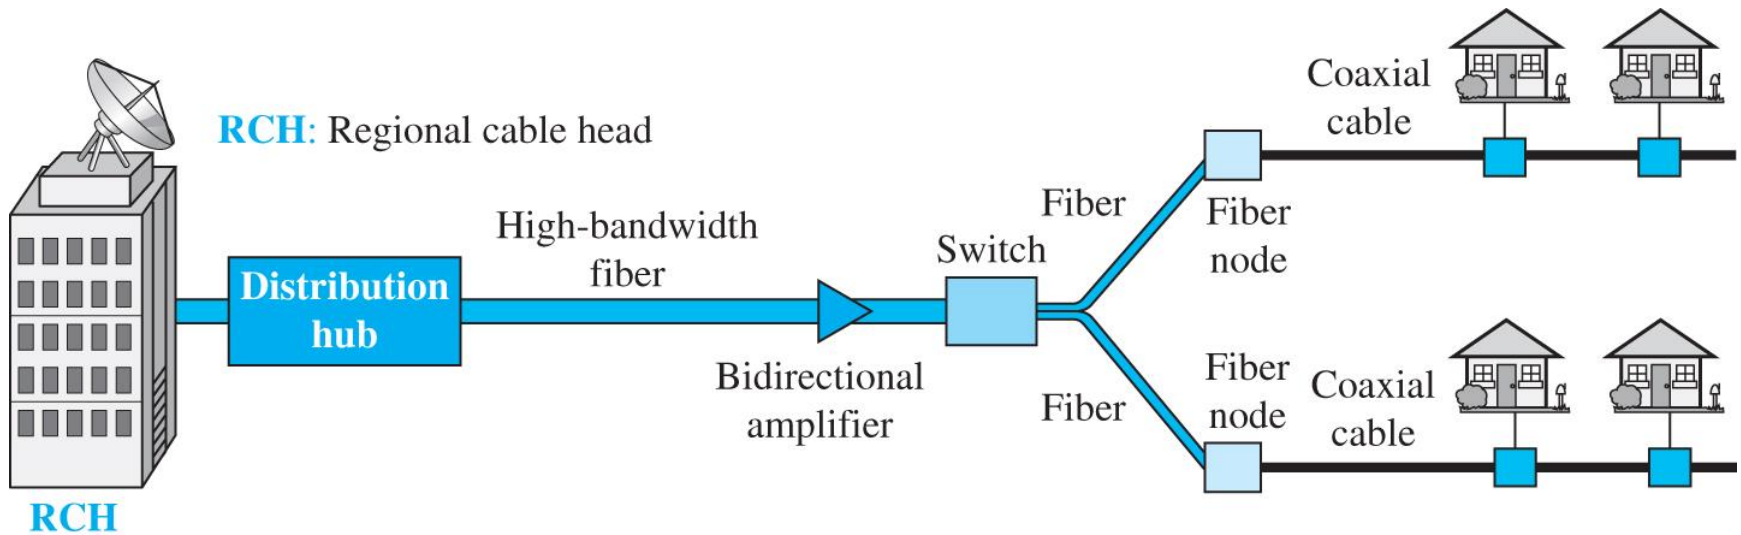 RCH: Regional cable head
RCH
Distribution
hub
High-bandwidth
fiber
Bidirectional
amplifier
Switch
Fiber
Fiber
Fiber
node
Fiber
node
Coaxial
cable
Coaxial
cable